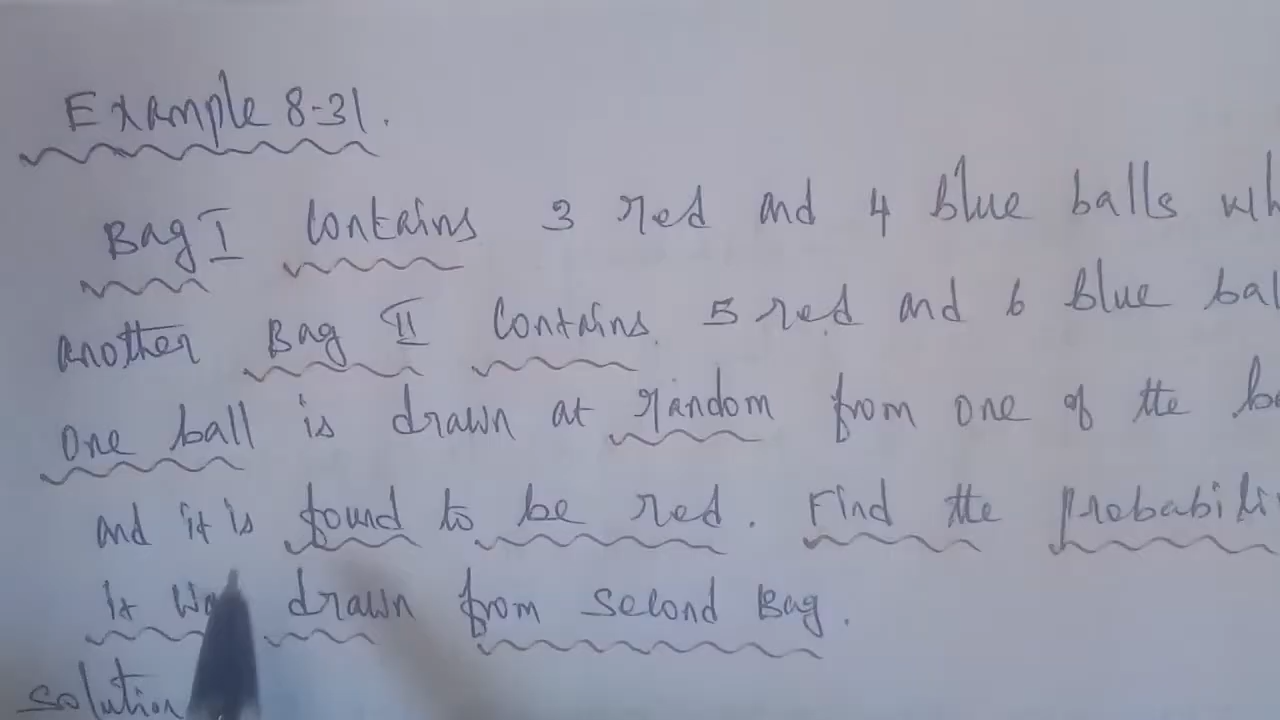 Example 8-31.
Bag I Contains 3 red and 4 blue balls
another Bag II Contains 5 red and 6 blue
One ball is drawn at random from one of the
and it is found to be red. Find the
it drawn from Second Bag.
Solution